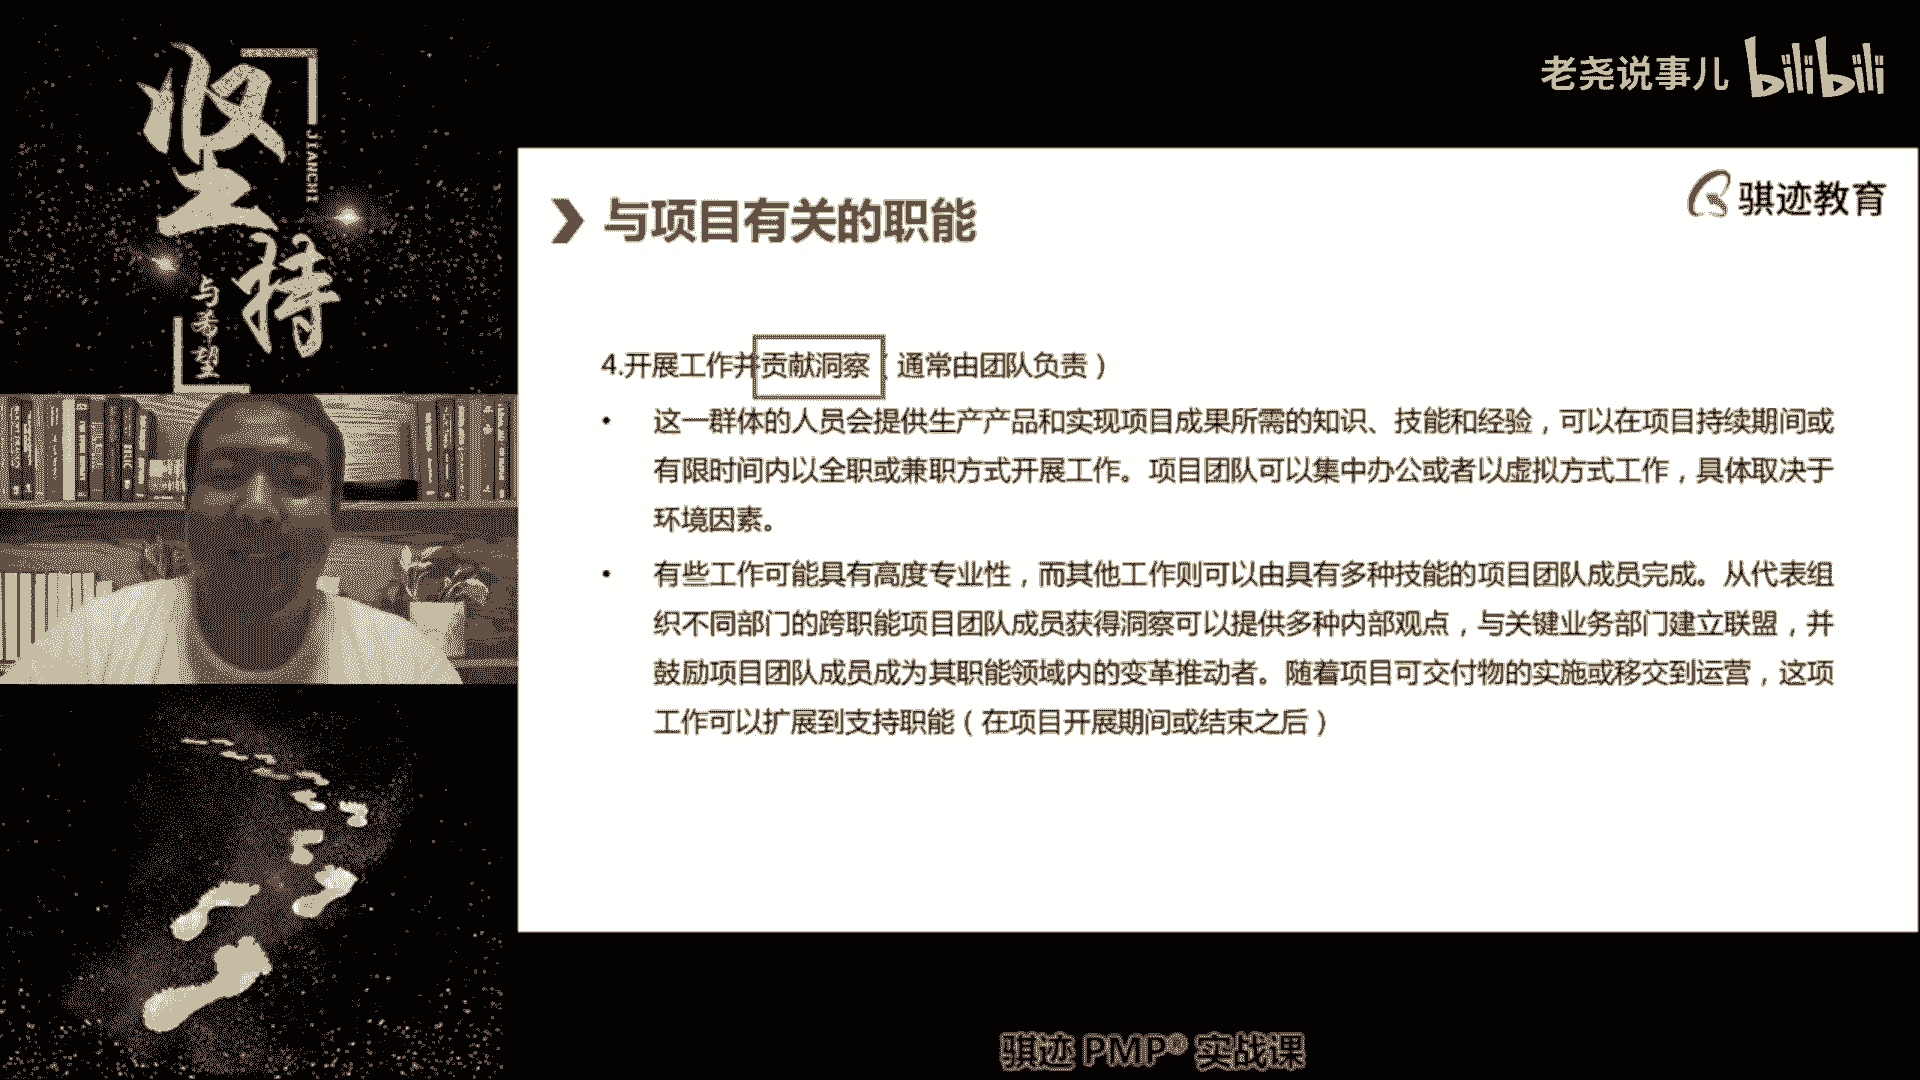 坚持
JIANCHI
与希望
老尧说事儿 bilibili
骐迹教育
与项目有关的职能
4.开展工作并贡献洞察（通常由团队负责）
• 这一群体的人员会提供生产产品和实现项目成果所需的知识、技能和经验，可以在项目持续期间或
有限时间内以全职或兼职方式开展工作。项目团队可以集中办公或者以虚拟方式工作，具体取决于
环境因素。
• 有些工作可能具有高度专业性，而其他工作则可以由具有多种技能的项目团队成员完成。从代表组
织不同部门的跨职能项目团队成员获得洞察可以提供多种内部观点，与关键业务部门建立联盟，并
鼓励项目团队成员成为其职能领域内的变革推动者。随着项目可交付物的实施或移交到运营，这项
工作可以扩展到支持职能（在项目开展期间或结束之后）
骐迹 PMP® 实战课